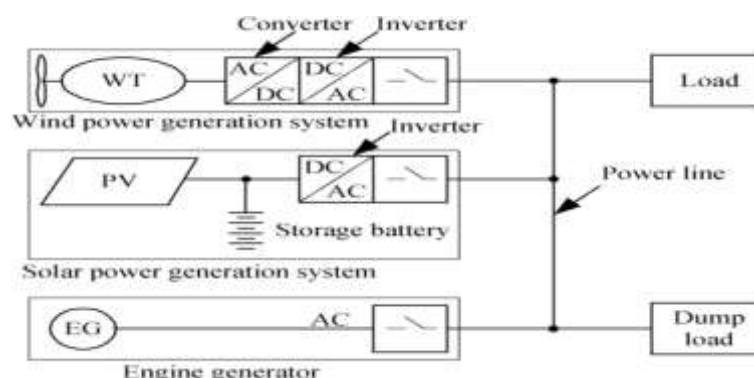 Converter Inverter
WT
AC
DC
DC
AC
Load
Wind power generation system
Inverter
PV
DC
AC
Power line
Storage battery
Solar power generation system
EG
AC
Dump
load
Engine generator